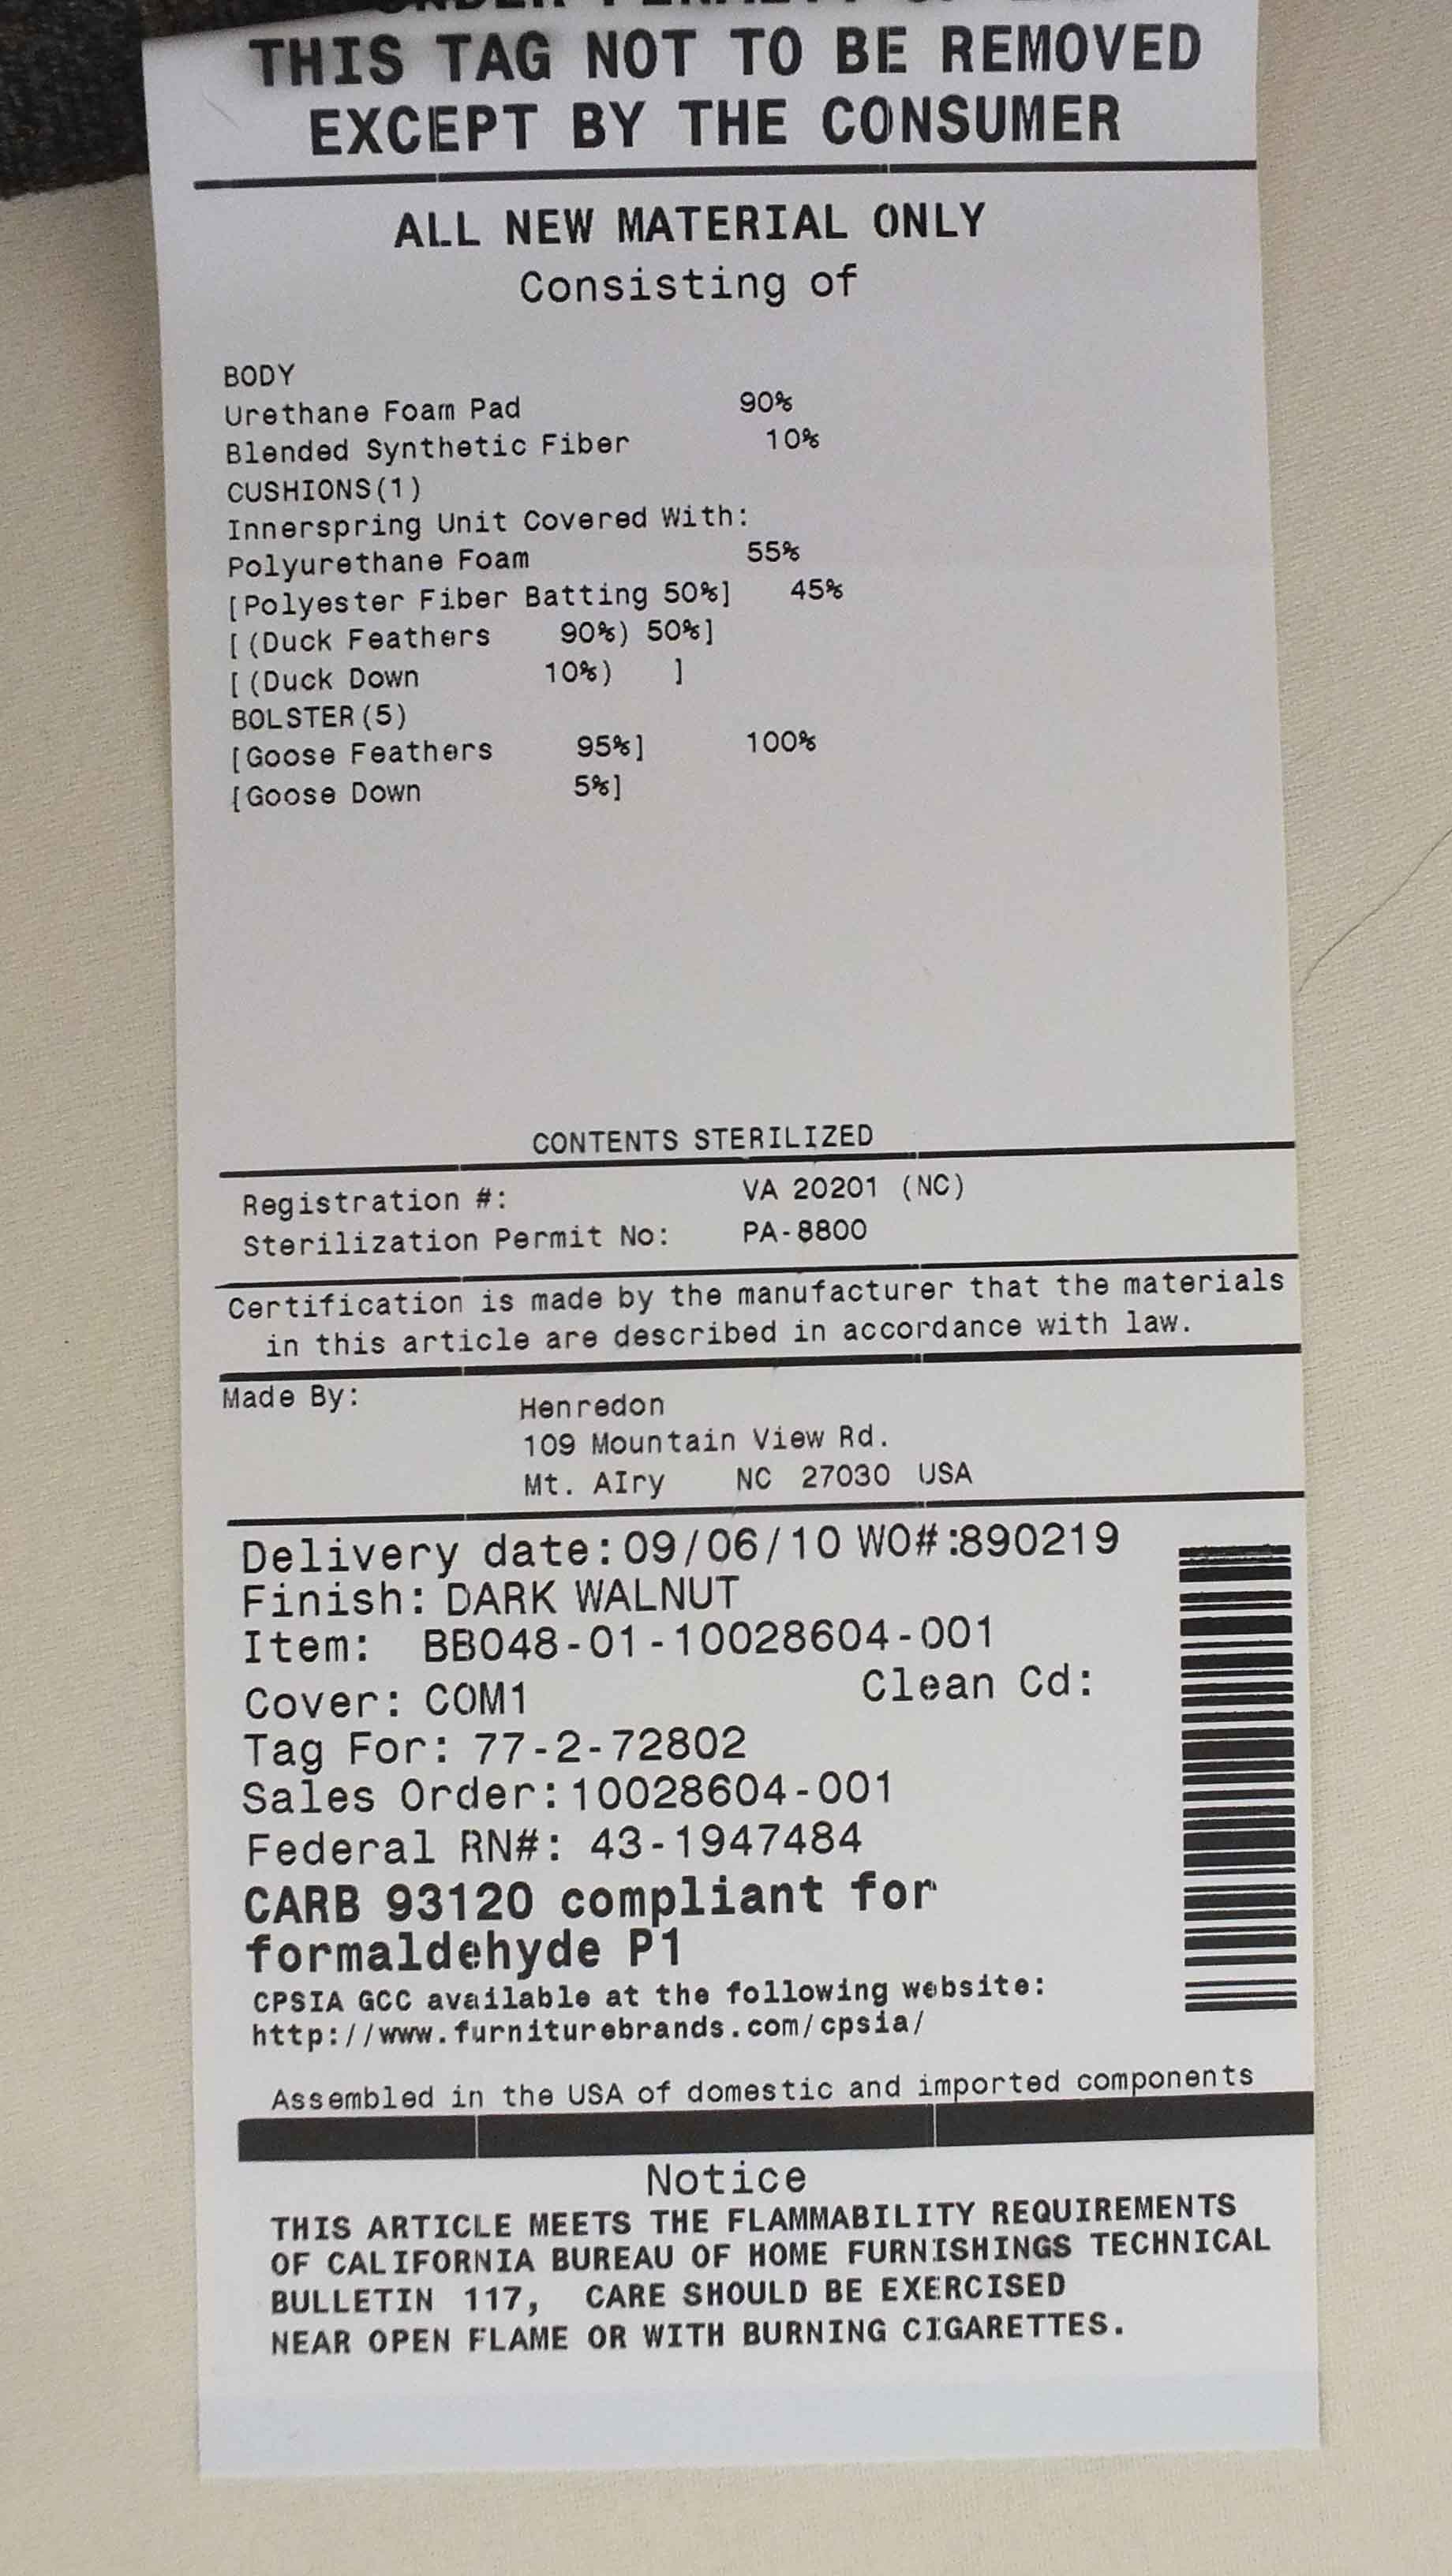 UNDER PENALTY OF LAW
THIS TAG NOT TO BE REMOVED
EXCEPT BY THE CONSUMER
ALL NEW MATERIAL ONLY
Consisting of
BODY
Urethane Foam Pad 90%
Blended Synthetic Fiber 10%
CUSHIONS(1)
Innerspring Unit Covered With:
Polyurethane Foam 55%
[Polyester Fiber Batting 50%] 45%
[(Duck Feathers 90%) 50%]
[(Duck Down 10%) ]
BOLSTER(5)
[Goose Feathers 95%] 100%
[Goose Down 5%]
CONTENTS STERILIZED
Registration #: VA 20201 (NC)
Sterilization Permit No: PA-8800
Certification is made by the manufacturer that the materials
in this article are described in accordance with law.
Made By: Henredon
109 Mountain View Rd.
Mt. AIry NC 27030 USA
Delivery date:09/06/10 WO#:890219
Finish: DARK WALNUT
Item: BB048-01-10028604-001
Cover: COM1 Clean Cd:
Tag For: 77-2-72802
Sales Order:10028604-001
Federal RN#: 43-1947484
CARB 93120 compliant for
formaldehyde P1
CPSIA GCC available at the following website:
http://www.furniturebrands.com/cpsia/
Assembled in the USA of domestic and imported components
Notice
THIS ARTICLE MEETS THE FLAMMABILITY REQUIREMENTS
OF CALIFORNIA BUREAU OF HOME FURNISHINGS TECHNICAL
BULLETIN 117, CARE SHOULD BE EXERCISED
NEAR OPEN FLAME OR WITH BURNING CIGARETTES.